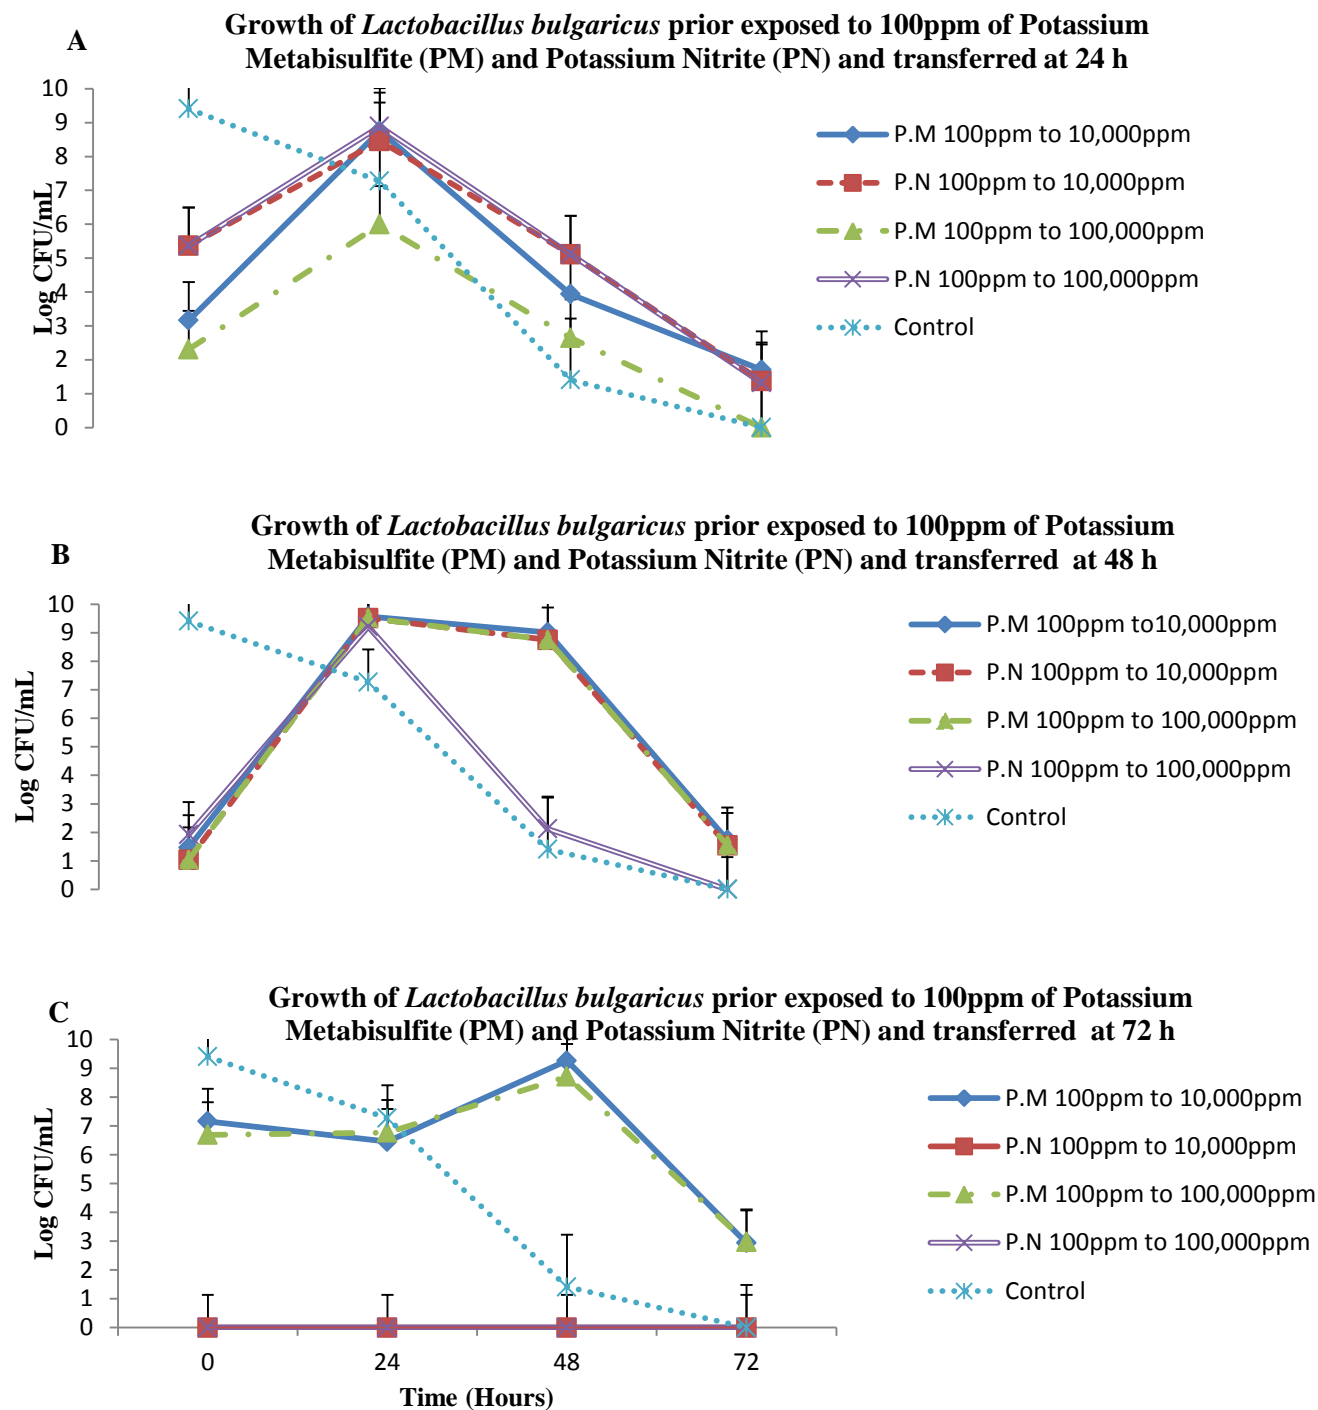 A
Growth of Lactobacillus bulgaricus prior exposed to 100ppm of Potassium
Metabisulfite (PM) and Potassium Nitrite (PN) and transferred at 24 h
10
9
8
7
6
5
4
3
2
1
0
Log CFU/mL
P.M 100ppm to 10,000ppm
P.N 100ppm to 10,000ppm
P.M 100ppm to 100,000ppm
P.N 100ppm to 100,000ppm
Control
B
Growth of Lactobacillus bulgaricus prior exposed to 100ppm of Potassium
Metabisulfite (PM) and Potassium Nitrite (PN) and transferred  at 48 h
10
9
8
7
6
5
4
3
2
1
0
Log CFU/mL
P.M 100ppm to10,000ppm
P.N 100ppm to 10,000ppm
P.M 100ppm to 100,000ppm
P.N 100ppm to 100,000ppm
Control
C
Growth of Lactobacillus bulgaricus prior exposed to 100ppm of Potassium
Metabisulfite (PM) and Potassium Nitrite (PN) and transferred  at 72 h
10
9
8
7
6
5
4
3
2
1
0
Log CFU/mL
P.M 100ppm to 10,000ppm
P.N 100ppm to 10,000ppm
P.M 100ppm to 100,000ppm
P.N 100ppm to 100,000ppm
Control
0 24 48 72
Time (Hours)